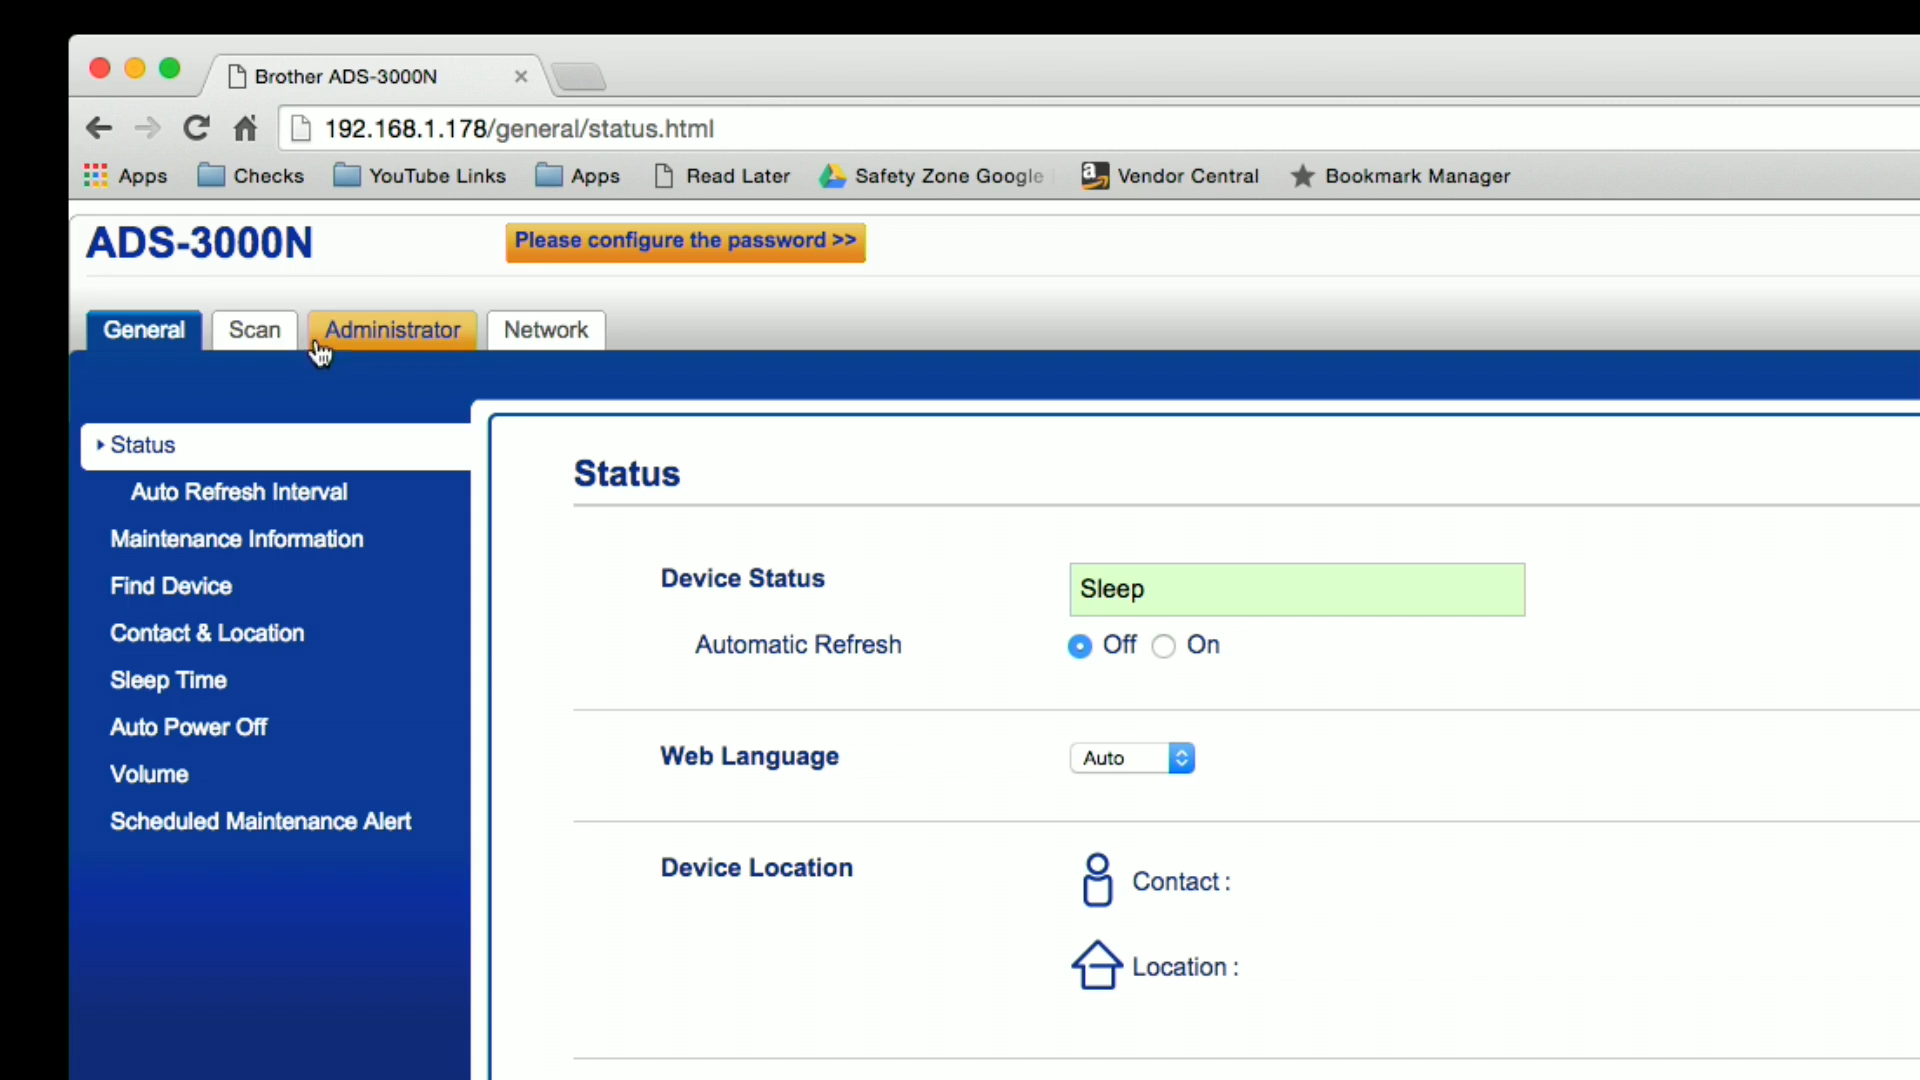 Brother ADS-3000N
192.168.1.178/general/status.html
Apps Checks YouTube Links Apps Read Later Safety Zone Google Vendor Central Bookmark Manager
ADS-3000N
Please configure the password >>
General Scan Administrator Network
Status
Auto Refresh Interval
Maintenance Information
Find Device
Contact & Location
Sleep Time
Auto Power Off
Volume
Scheduled Maintenance Alert
Status
Device Status Sleep
Automatic Refresh Off On
Web Language Auto
Device Location Contact :
Location :